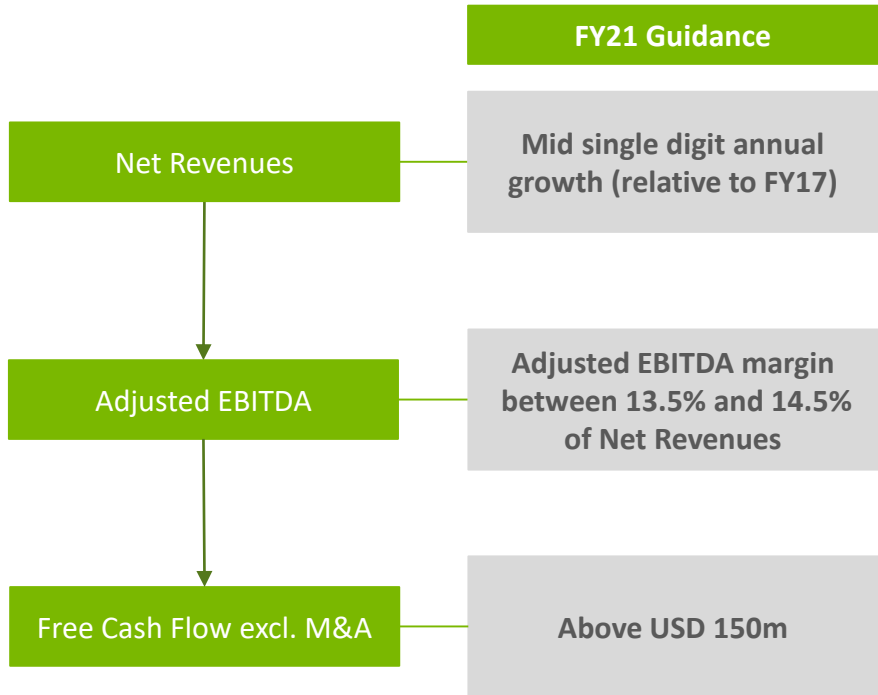 FY21 Guidance
Net Revenues
Mid single digit annual
growth (relative to FY17)
Adjusted EBITDA
Adjusted EBITDA margin
between 13.5% and 14.5%
of Net Revenues
Free Cash Flow excl. M&A
Above USD 150m